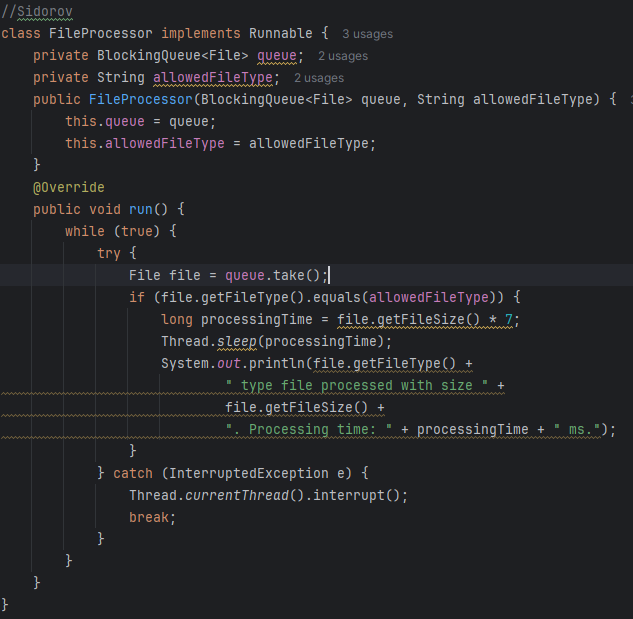 //Sidorov
class FileProcessor implements Runnable {  3 usages
    private BlockingQueue<File> queue;  2 usages
    private String allowedFileType;  2 usages
    public FileProcessor(BlockingQueue<File> queue, String allowedFileType) {
        this.queue = queue;
        this.allowedFileType = allowedFileType;
    }
    @Override
    public void run() {
        while (true) {
            try {
                File file = queue.take();
                if (file.getFileType().equals(allowedFileType)) {
                    long processingTime = file.getFileSize() * 7;
                    Thread.sleep(processingTime);
                    System.out.println(file.getFileType() +
                            " type file processed with size " +
                            file.getFileSize() +
                            ". Processing time: " + processingTime + " ms.");
                }
            } catch (InterruptedException e) {
                Thread.currentThread().interrupt();
                break;
            }
        }
    }
}